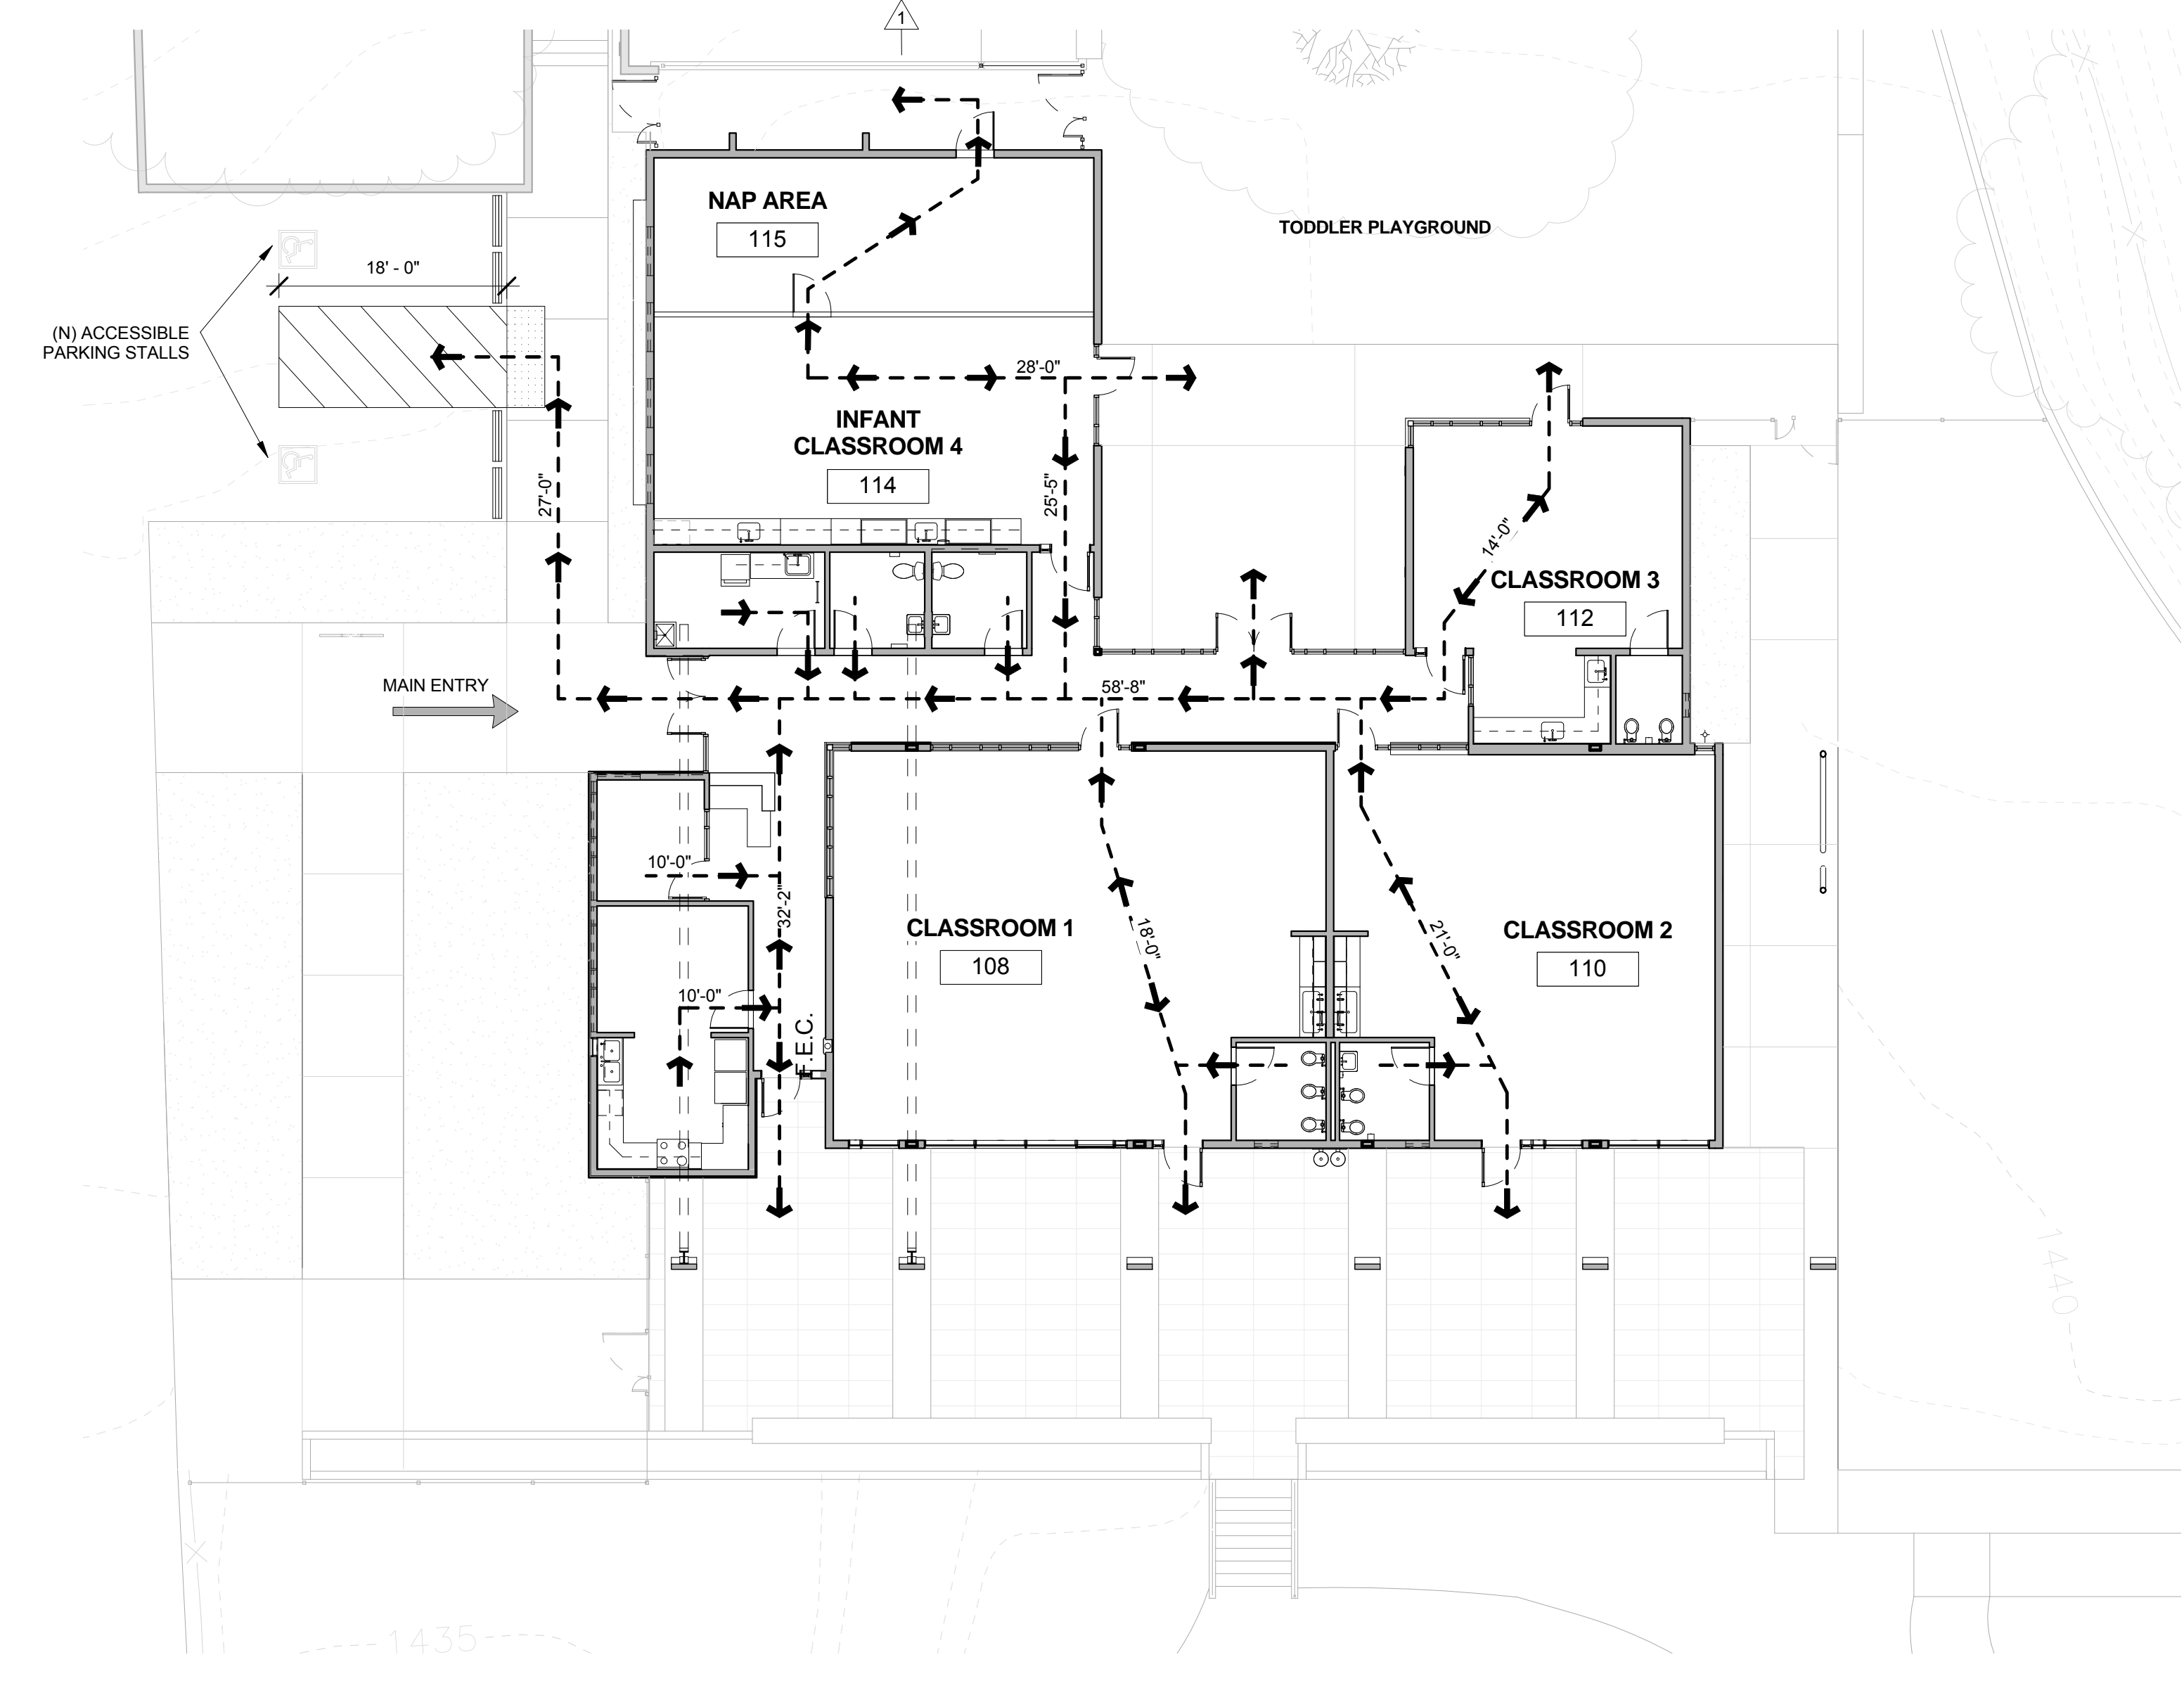 1
NAP AREA
115
TODDLER PLAYGROUND
18' - 0"
(N) ACCESSIBLE
PARKING STALLS
28'-0"
INFANT
CLASSROOM 4
114
27'-0"
25'-5"
14'-0"
CLASSROOM 3
112
MAIN ENTRY
58'-8"
10'-0"
32'-2"
CLASSROOM 1
108
18'-0"
21'-0"
CLASSROOM 2
110
10'-0"
F.E.C.
1440
1435